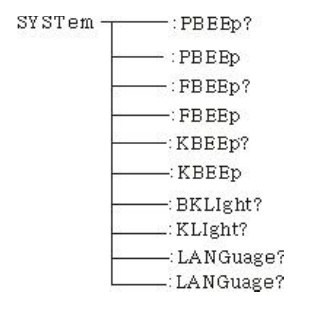 SYSTem :PBEEp?
:PBEEp
:FBEEp?
:FBEEp
:KBEEp?
:KBEEp
:BKLIght?
:KLIght?
:LANGuage?
:LANGuage?